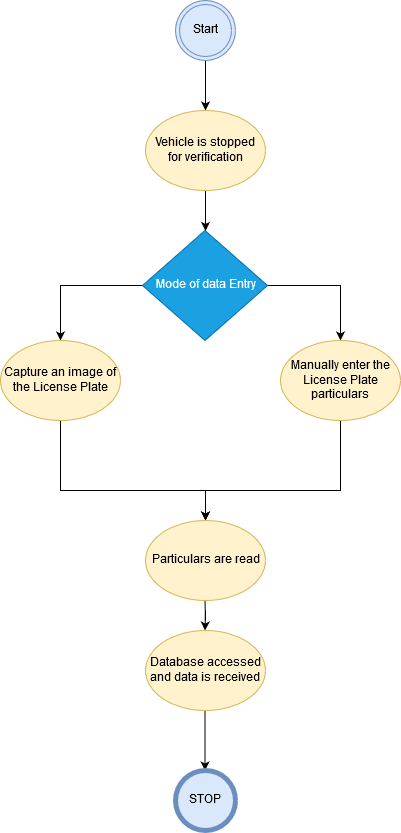 Start
Vehicle is stopped
for verification
Mode of data Entry
Capture an image of
the License Plate
Manually enter the
License Plate
particulars
Particulars are read
Database accessed
and data is received
STOP